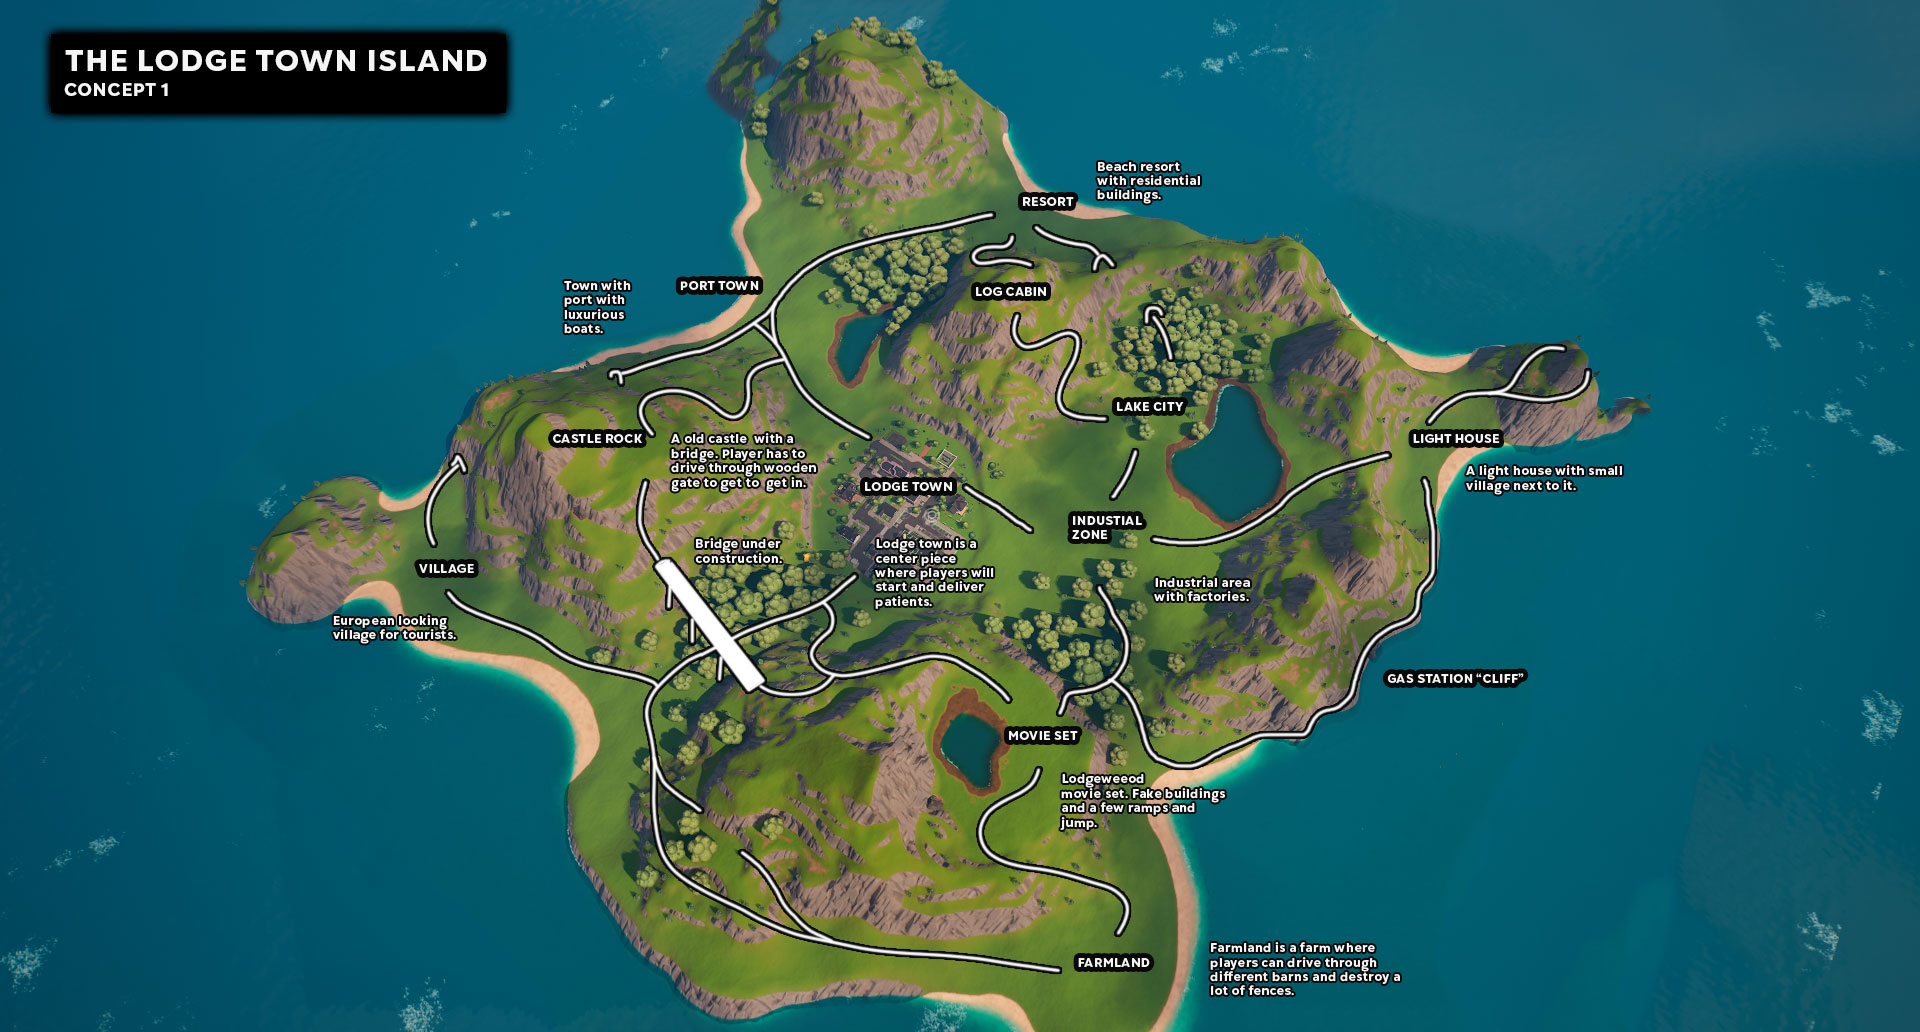 THE LODGE TOWN ISLAND
CONCEPT 1
Beach resort
with residential
buildings.
RESORT
Town with
port with
luxurious
boats.
PORT TOWN
LOG CABIN
LAKE CITY
CASTLE ROCK
A old castle with a
bridge. Player has to
drive through wooden
gate to get to get in.
LIGHT HOUSE
A light house with small
village next to it.
LODGE TOWN
INDUSTIAL
ZONE
Bridge under
construction.
Lodge town is a
center piece
where players will
start and deliver
patients.
VILLAGE
Industrial area
with factories.
European looking
village for tourists.
GAS STATION “CLIFF”
MOVIE SET
Lodgeweeod
movie set. Fake buildings
and a few ramps and
jump.
FARMLAND
Farmland is a farm where
players can drive through
different barns and destroy a
lot of fences.